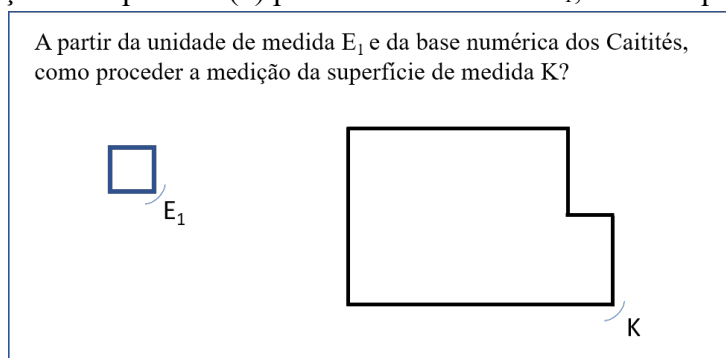 A partir da unidade de medida E₁ e da base numérica dos Caitités,
como proceder a medição da superfície de medida K?
E₁
K